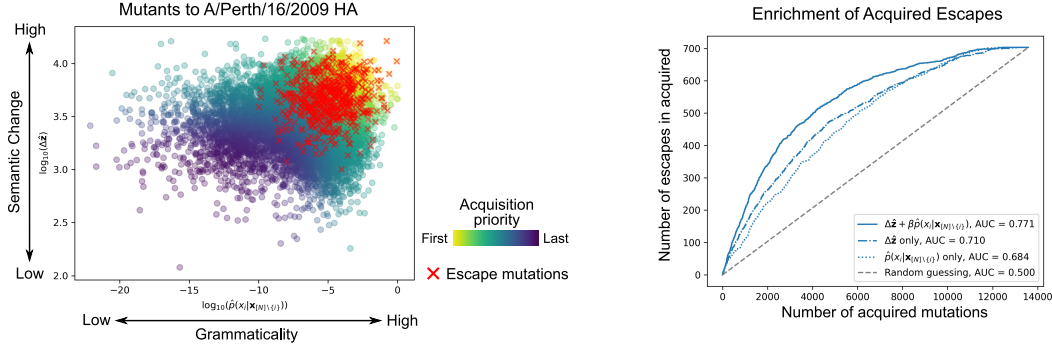 Mutants to A/Perth/16/2009 HA
High
Semantic Change
Low
log₁₀(Δẑ)
4.0
3.5
3.0
2.5
2.0
−20
−15
−10
−5
0
log₁₀(p̂(xᵢ|x[N]∖{i}))
Low
High
Grammaticality
Acquisition
priority
First
Last
Escape mutations
Enrichment of Acquired Escapes
Number of escapes in acquired
700
600
500
400
300
200
100
0
0
2000
4000
6000
8000
10000
12000
14000
Number of acquired mutations
Δẑ + βp̂(xᵢ|x[N]∖{i}), AUC = 0.771
Δẑ only, AUC = 0.710
p̂(xᵢ|x[N]∖{i}) only, AUC = 0.684
Random guessing, AUC = 0.500